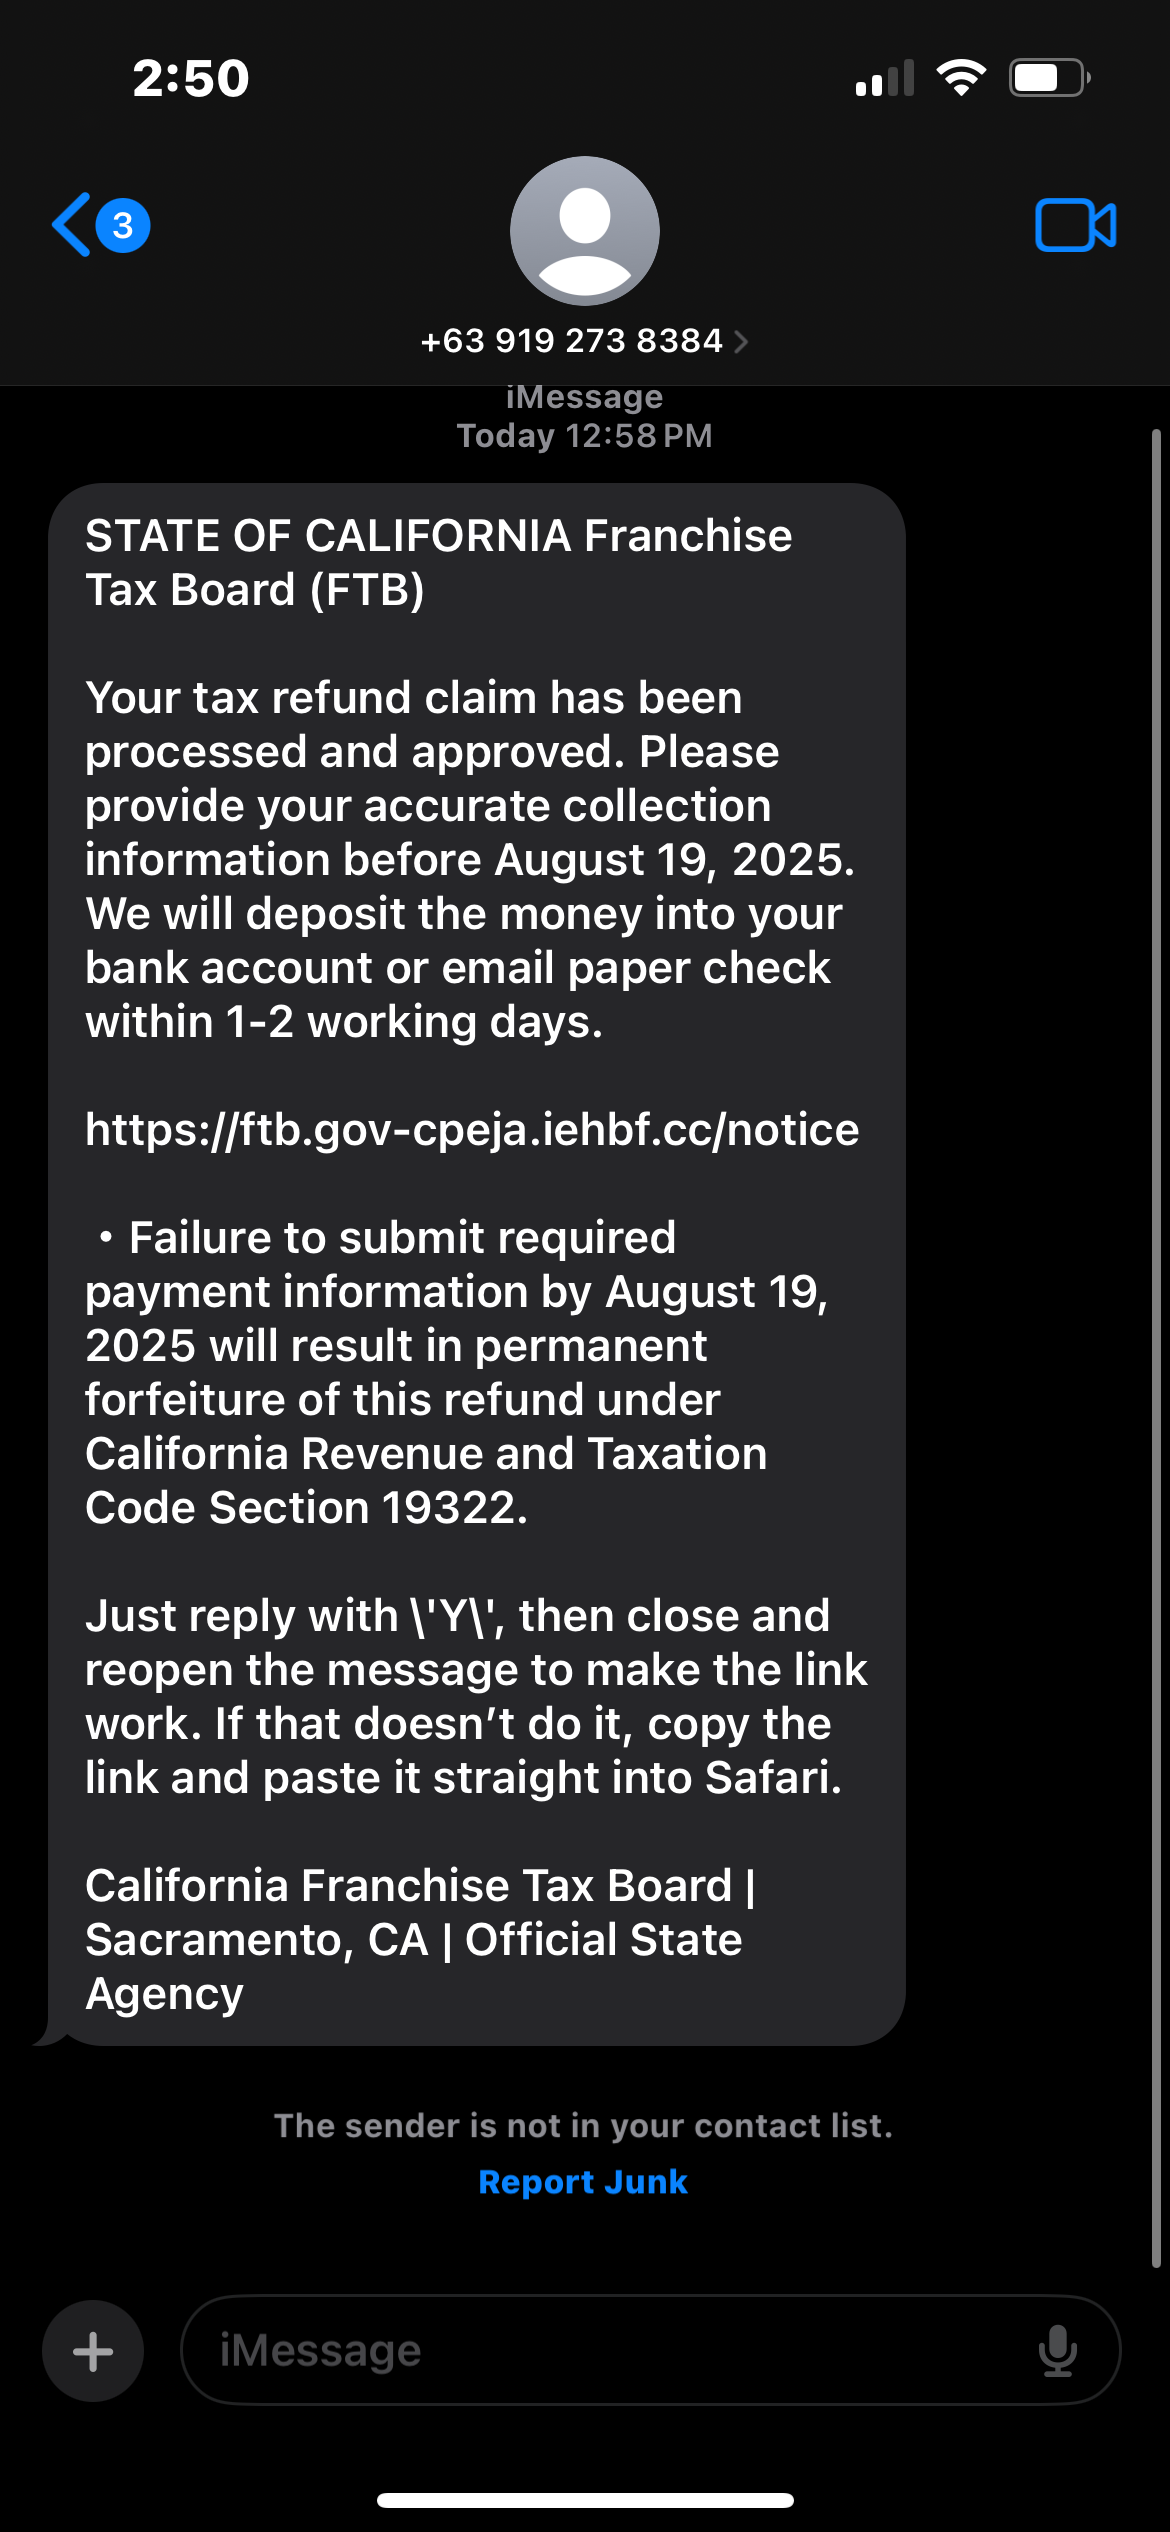 2:50
3
+63 919 273 8384
iMessage
Today 12:58 PM
STATE OF CALIFORNIA Franchise
Tax Board (FTB)
Your tax refund claim has been
processed and approved. Please
provide your accurate collection
information before August 19, 2025.
We will deposit the money into your
bank account or email paper check
within 1-2 working days.
https://ftb.gov-cpeja.iehbf.cc/notice
・Failure to submit required
payment information by August 19,
2025 will result in permanent
forfeiture of this refund under
California Revenue and Taxation
Code Section 19322.
Just reply with \'Y\', then close and
reopen the message to make the link
work. If that doesn’t do it, copy the
link and paste it straight into Safari.
California Franchise Tax Board |
Sacramento, CA | Official State
Agency
The sender is not in your contact list.
Report Junk
iMessage